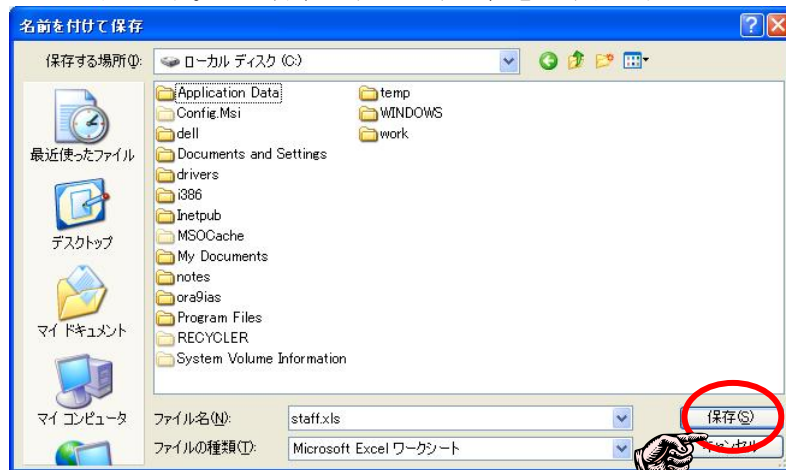 名前を付けて保存
保存する場所(I):
ローカル ディスク (C:)
Application Data
Config.Msi
dell
Documents and Settings
drivers
i386
Inetpub
MSOCache
My Documents
notes
ora9ias
Program Files
RECYCLER
System Volume Information
temp
WINDOWS
work
最近使ったファイル
デスクトップ
マイ ドキュメント
マイ コンピュータ
ファイル名(N):
staff.xls
保存(S)
ファイルの種類(T):
Microsoft Excel ワークシート
キャンセル